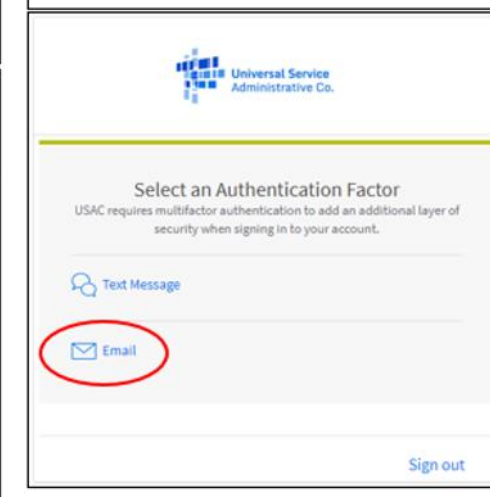 Universal Service
Administrative Co.
Select an Authentication Factor
USAC requires multifactor authentication to add an additional layer of
security when signing in to your account.
Text Message
Email
Sign out